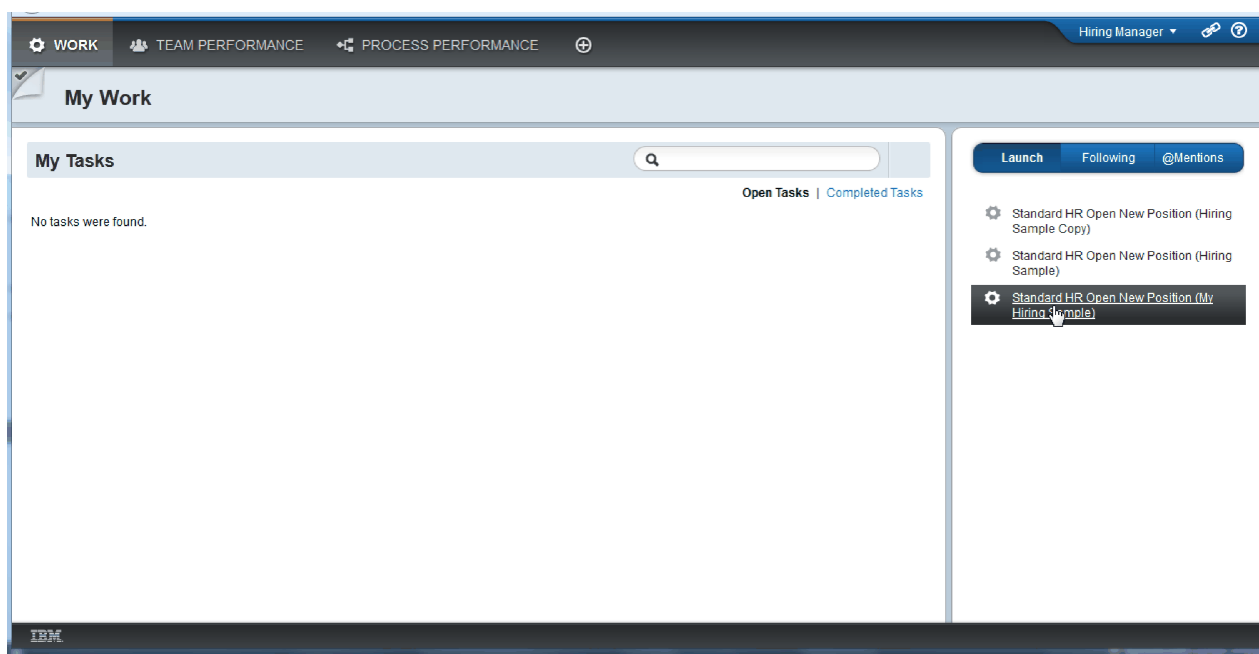 WORK TEAM PERFORMANCE PROCESS PERFORMANCE
Hiring Manager
My Work
My Tasks
Open Tasks | Completed Tasks
No tasks were found.
Launch Following @Mentions
Standard HR Open New Position (Hiring
Sample Copy)
Standard HR Open New Position (Hiring
Sample)
Standard HR Open New Position (My
Hiring Sample)
IBM